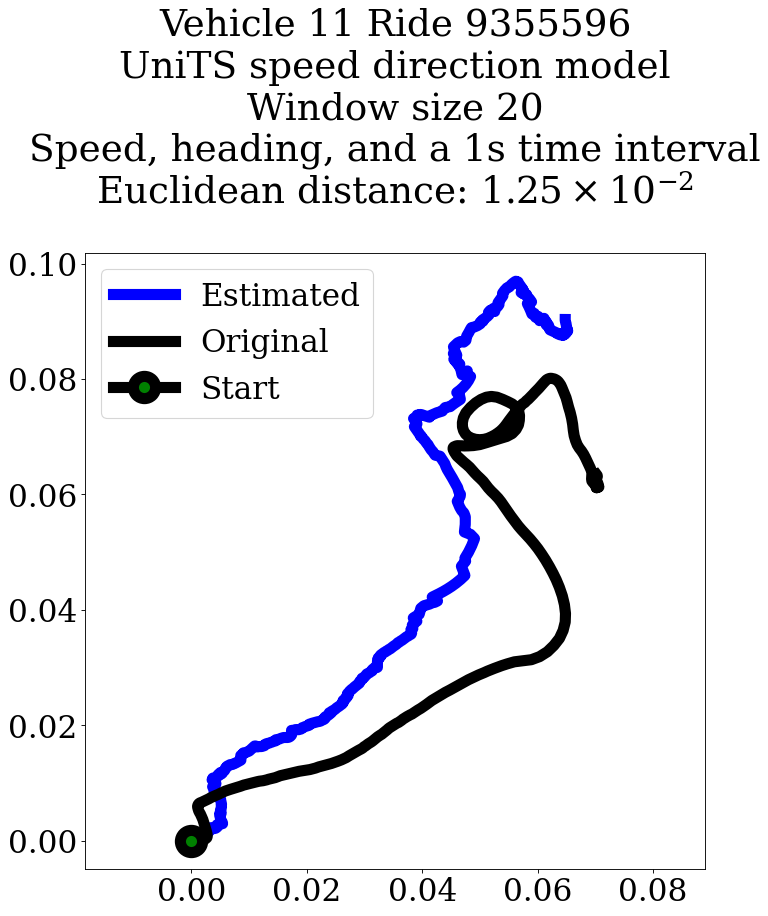 Vehicle 11 Ride 9355596
UniTS speed direction model
Window size 20
Speed, heading, and a 1s time interval
Euclidean distance: 1.25 × 10⁻²
0.10
0.08
0.06
0.04
0.02
0.00
Estimated
Original
Start
0.00 0.02 0.04 0.06 0.08